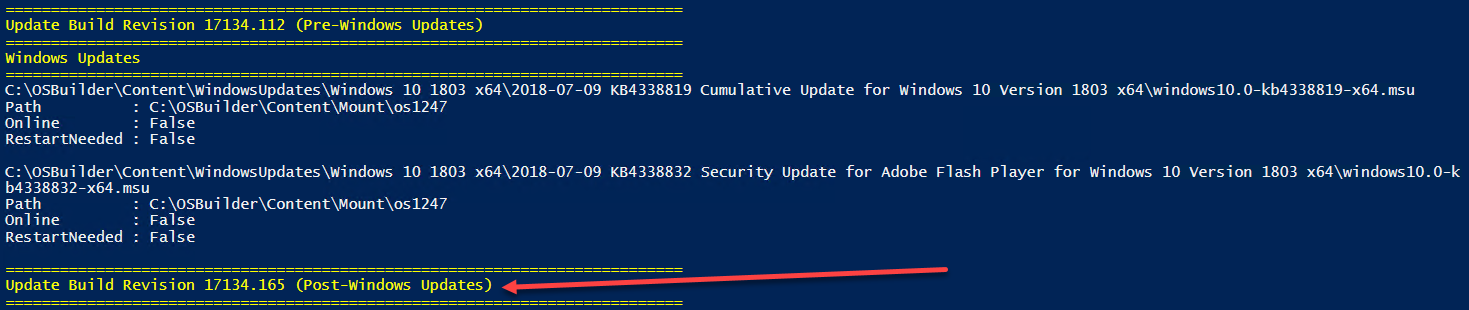 ===========================================================================
Update Build Revision 17134.112 (Pre-Windows Updates)
===========================================================================
Windows Updates
===========================================================================
C:\OSBuilder\Content\WindowsUpdates\Windows 10 1803 x64\2018-07-09 KB4338819 Cumulative Update for Windows 10 Version 1803 x64\windows10.0-kb4338819-x64.msu
Path          : C:\OSBuilder\Content\Mount\os1247
Online        : False
RestartNeeded : False
C:\OSBuilder\Content\WindowsUpdates\Windows 10 1803 x64\2018-07-09 KB4338832 Security Update for Adobe Flash Player for Windows 10 Version 1803 x64\windows10.0-k
b4338832-x64.msu
Path          : C:\OSBuilder\Content\Mount\os1247
Online        : False
RestartNeeded : False
===========================================================================
Update Build Revision 17134.165 (Post-Windows Updates)
===========================================================================